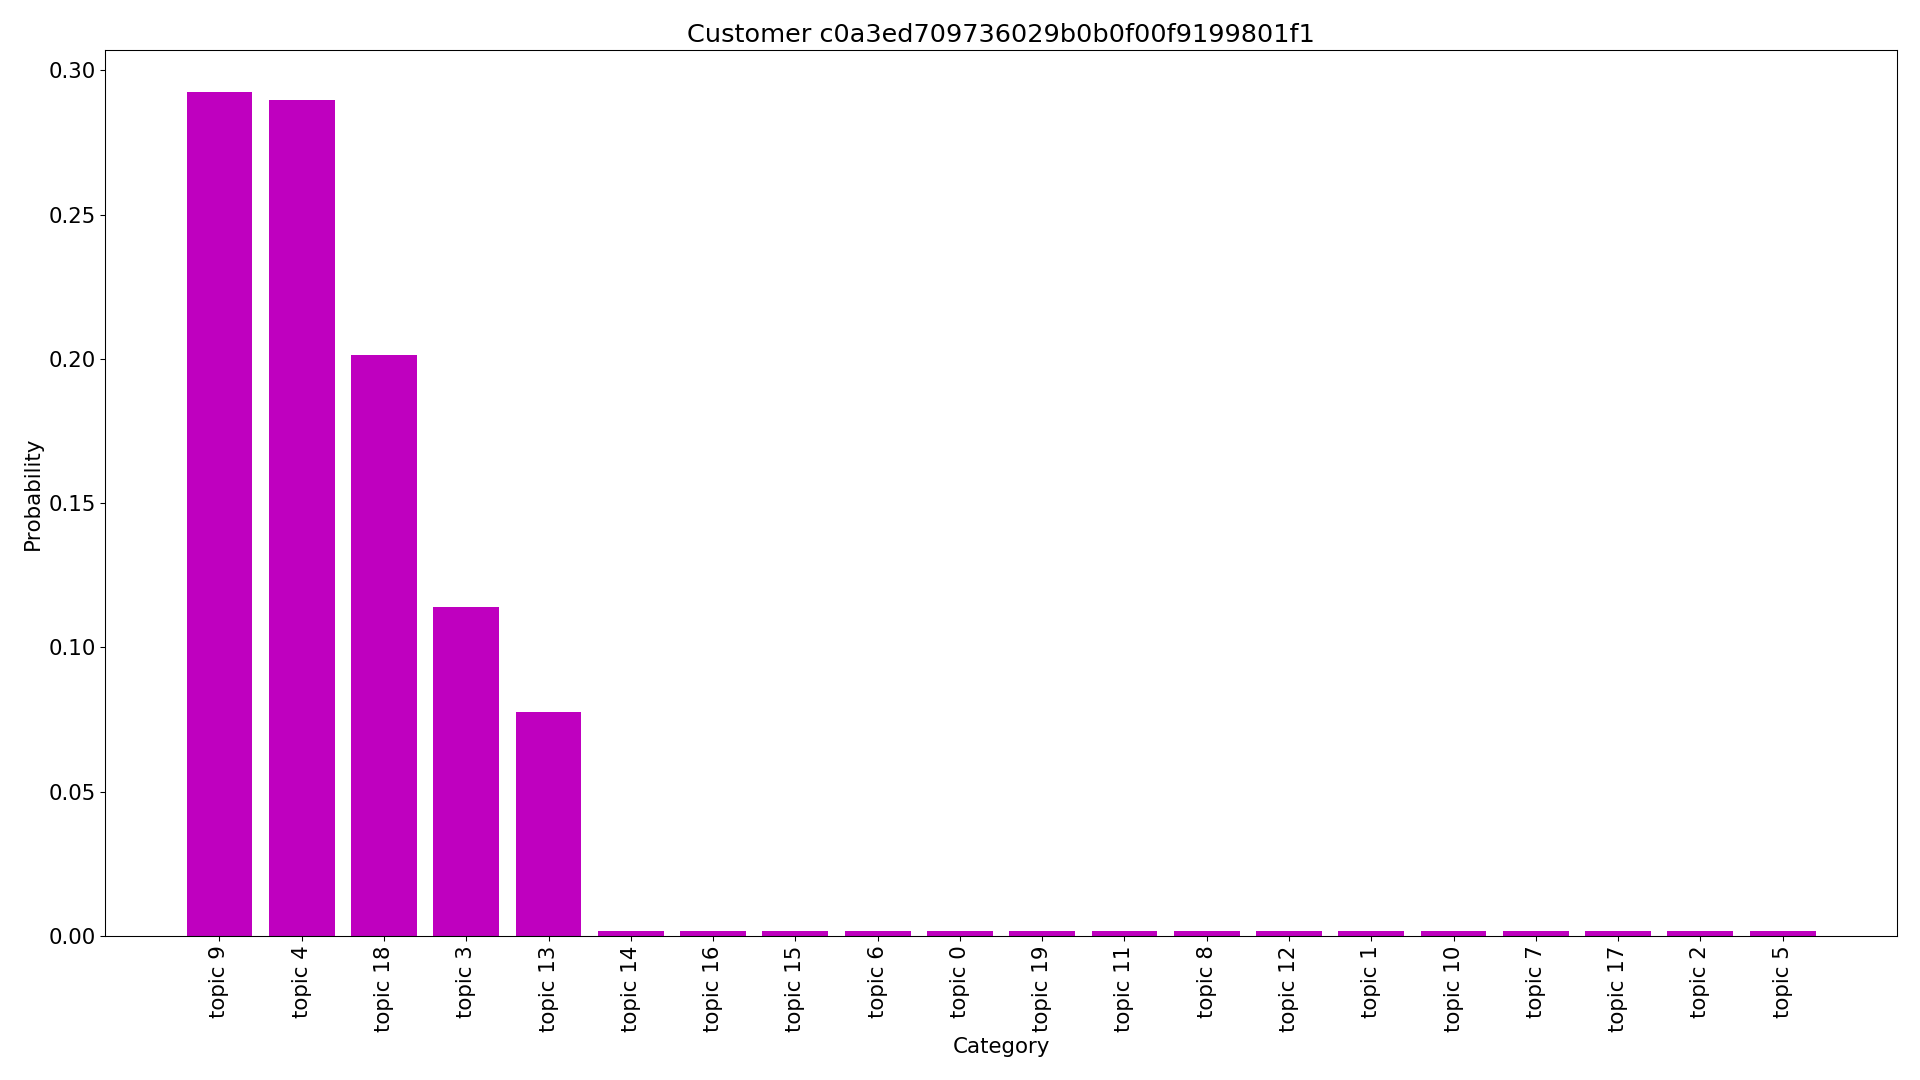 Customer c0a3ed709736029b0b0f00f9199801f1
0.30
0.25
0.20
0.15
0.10
0.05
0.00
Probability
topic 9
topic 4
topic 18
topic 3
topic 13
topic 14
topic 16
topic 15
topic 6
topic 0
topic 19
topic 11
topic 8
topic 12
topic 1
topic 10
topic 7
topic 17
topic 2
topic 5
Category